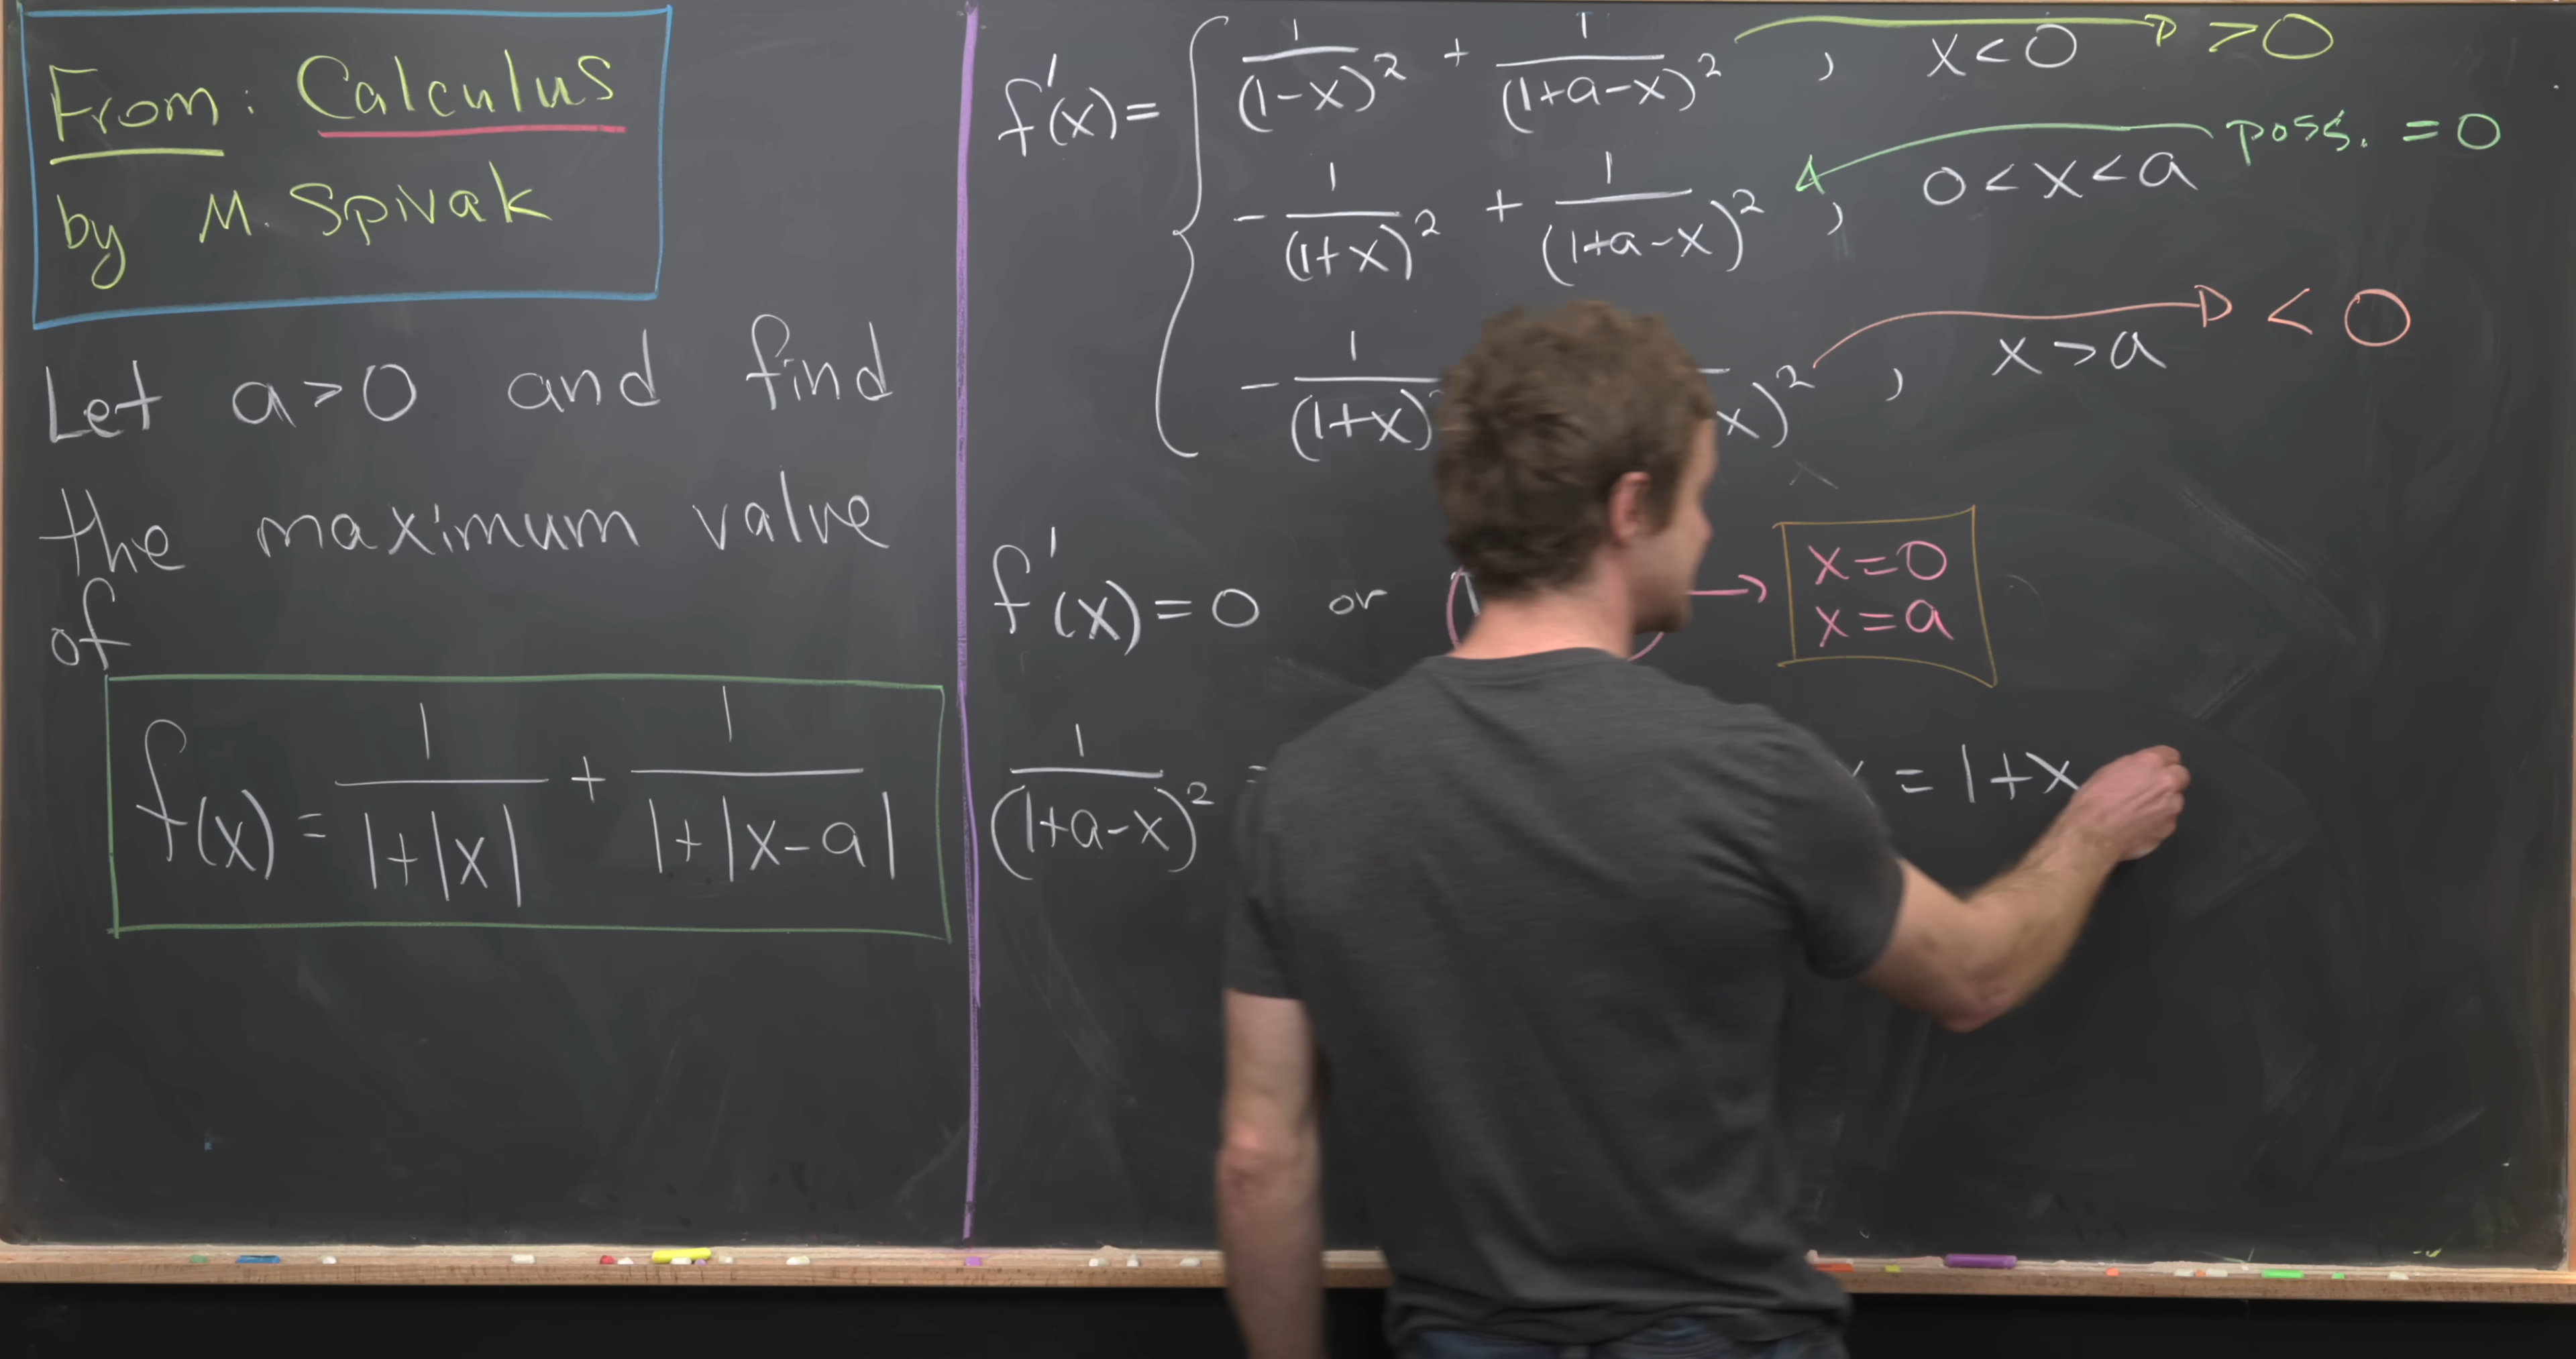 From: Calculus
by M. Spivak
Let a>0 and find
the maximum value
of
f(x) = 1/(1+|x|) + 1/(1+|x-a|)
f'(x) = { 1/(1-x)² + 1/(1+a-x)² , x<0 → >0
-1/(1+x)² + 1/(1+a-x)² , 0<x<a ← poss. =0
-1/(1+x) x)² , x>a → <0
f'(x)=0 or → x=0
x=a
1/(1+a-x)² = = 1+x